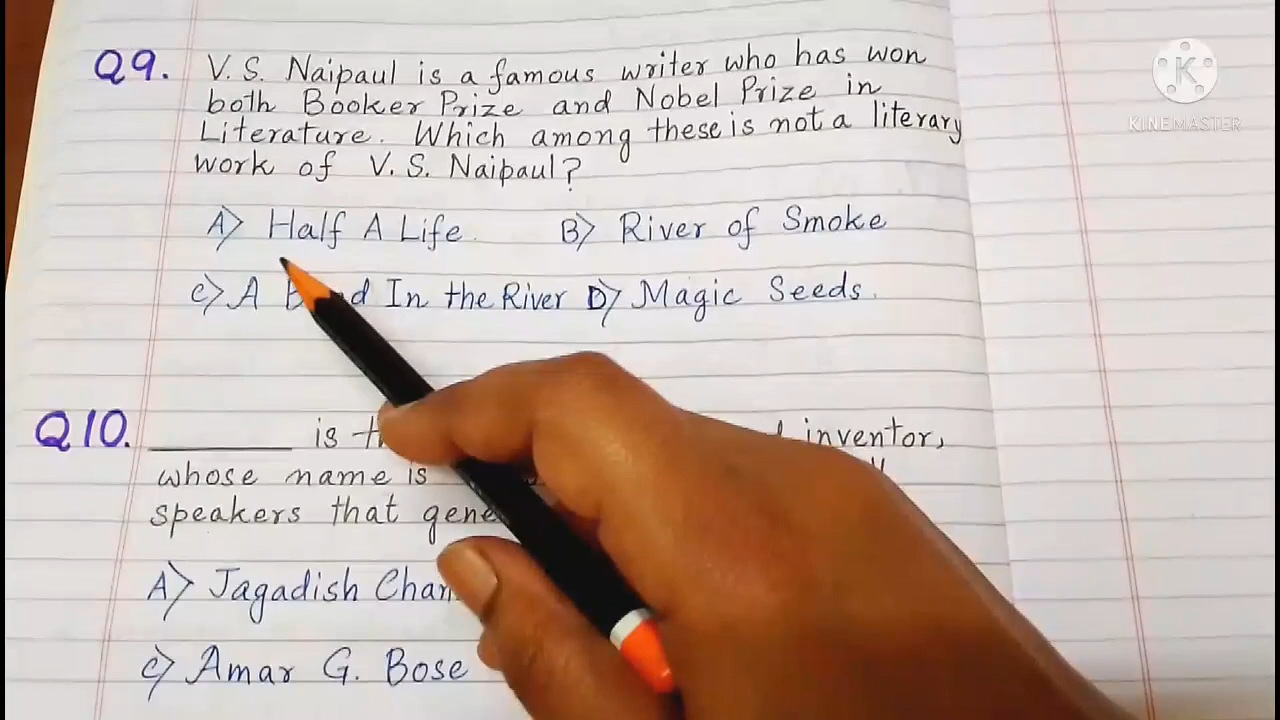 Q9. V. S. Naipaul is a famous writer who has won
both Booker Prize and Nobel Prize in
Literature. Which among these is not a literary
work of V. S. Naipaul?
A) Half A Life. B) River of Smoke
C) A In the River D) Magic Seeds.
Q10. ________ is inventor,
whose name is
speakers that
A) Jagadish
C) Amar G. Bose
K
KINEMASTER